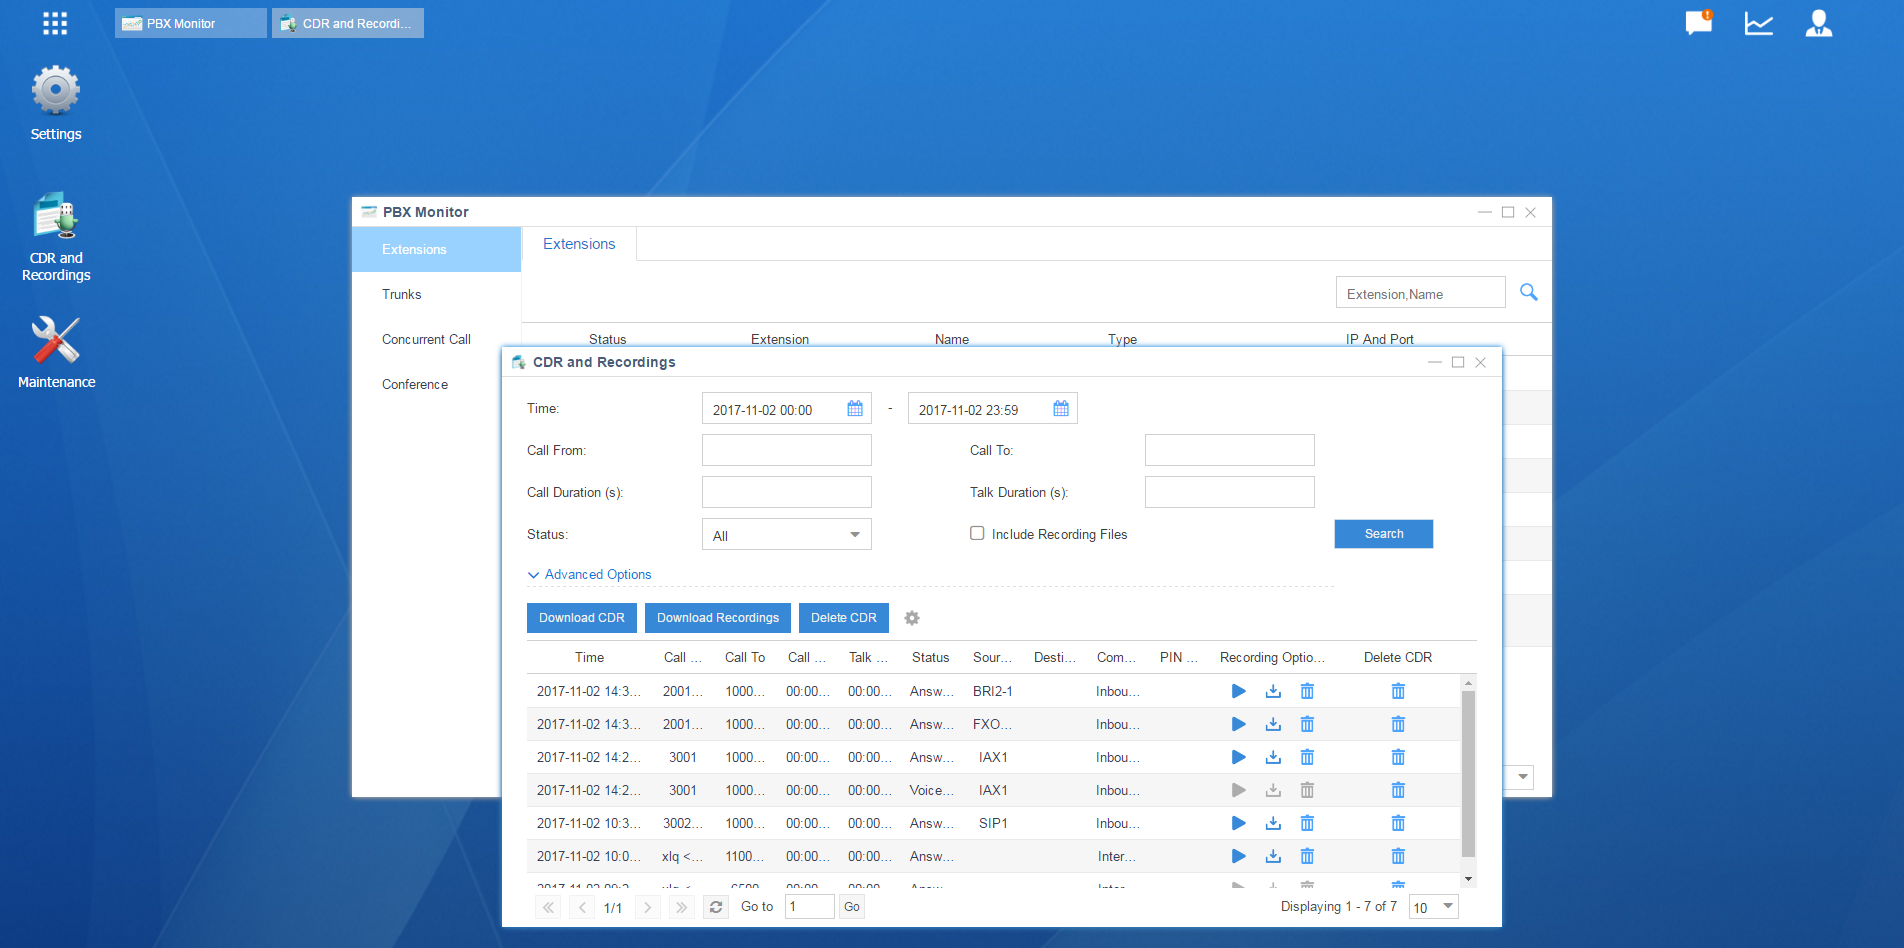 PBX Monitor
CDR and Recordi...
Settings
CDR and
Recordings
Maintenance
PBX Monitor
Extensions
Trunks
Concurrent Call
Conference
Extensions
Extension,Name
Status Extension Name Type IP And Port
CDR and Recordings
Time: 2017-11-02 00:00 - 2017-11-02 23:59
Call From: Call To:
Call Duration (s): Talk Duration (s):
Status: All Include Recording Files Search
Advanced Options
Download CDR Download Recordings Delete CDR
Time Call ... Call To Call ... Talk ... Status Sour... Desti... Com... PIN ... Recording Optio... Delete CDR
2017-11-02 14:3... 2001... 1000... 00:00... 00:00... Answ... BRI2-1 Inbou...
2017-11-02 14:3... 2001... 1000... 00:00... 00:00... Answ... FXO... Inbou...
2017-11-02 14:2... 3001 1000... 00:00... 00:00... Answ... IAX1 Inbou...
2017-11-02 14:2... 3001 1000... 00:00... 00:00... Voice... IAX1 Inbou...
2017-11-02 10:3... 3002... 1000... 00:00... 00:00... Answ... SIP1 Inbou...
2017-11-02 10:0... xlq <... 1100... 00:00... 00:00... Answ... Inter...
1/1 Go to 1 Go Displaying 1 - 7 of 7 10